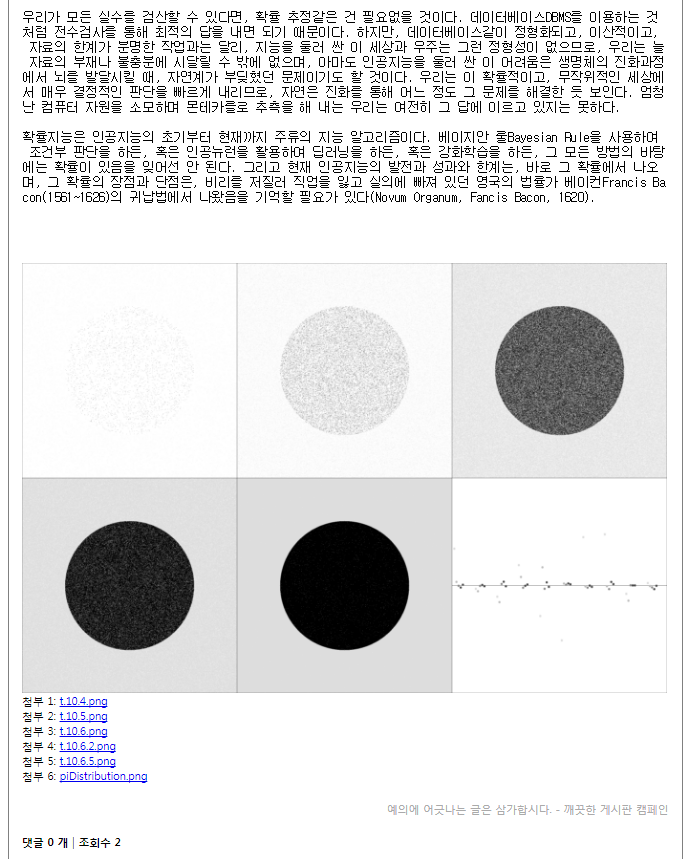 우리가 모든 실수를 검산할 수 있다면, 확률 추정같은 건 필요없을 것이다. 데이터베이스DBMS를 이용하는 것
처럼 전수검사를 통해 최적의 답을 내면 되기 때문이다. 하지만, 데이터베이스같이 정형화되고, 이산적이고,
자료의 한계가 분명한 작업과는 달리, 지능을 둘러 싼 이 세상과 우주는 그런 정형성이 없으므로, 우리는 늘
자료의 부재나 불충분에 시달릴 수 밖에 없으며, 아마도 인공지능을 둘러 싼 이 어려움은 생명체의 진화과정
에서 뇌를 발달시킬 때, 자연계가 부딪혔던 문제이기도 할 것이다. 우리는 이 확률적이고, 무작위적인 세상에
서 매우 결정적인 판단을 빠르게 내리므로, 자연은 진화를 통해 어느 정도 그 문제를 해결한 듯 보인다. 엄청
난 컴퓨터 자원을 소모하며 몬테카를로 추측을 해 내는 우리는 여전히 그 답에 이르고 있지는 못하다.
확률지능은 인공지능의 초기부터 현재까지 주류의 지능 알고리즘이다. 베이지안 룰Bayesian Rule을 사용하며
조건부 판단을 하든, 혹은 인공뉴런을 활용하며 딥러닝을 하든, 혹은 강화학습을 하든, 그 모든 방법의 바탕
에는 확률이 있음을 잊어선 안 된다. 그리고 현재 인공지능의 발전과 성과와 한계는, 바로 그 확률에서 나오
며, 그 확률의 장점과 단점은, 비리를 저질러 직업을 잃고 실의에 빠져 있던 영국의 법률가 베이컨Francis Ba
con(1561~1626)의 귀납법에서 나왔음을 기억할 필요가 있다(Novum Organum, Fancis Bacon, 1620).
첨부 1: t.10.4.png
첨부 2: t.10.5.png
첨부 3: t.10.6.png
첨부 4: t.10.6.2.png
첨부 5: t.10.6.5.png
첨부 6: piDistribution.png
예의에 어긋나는 글은 삼가합시다. - 깨끗한 게시판 캠페인
댓글 0 개 | 조회수 2